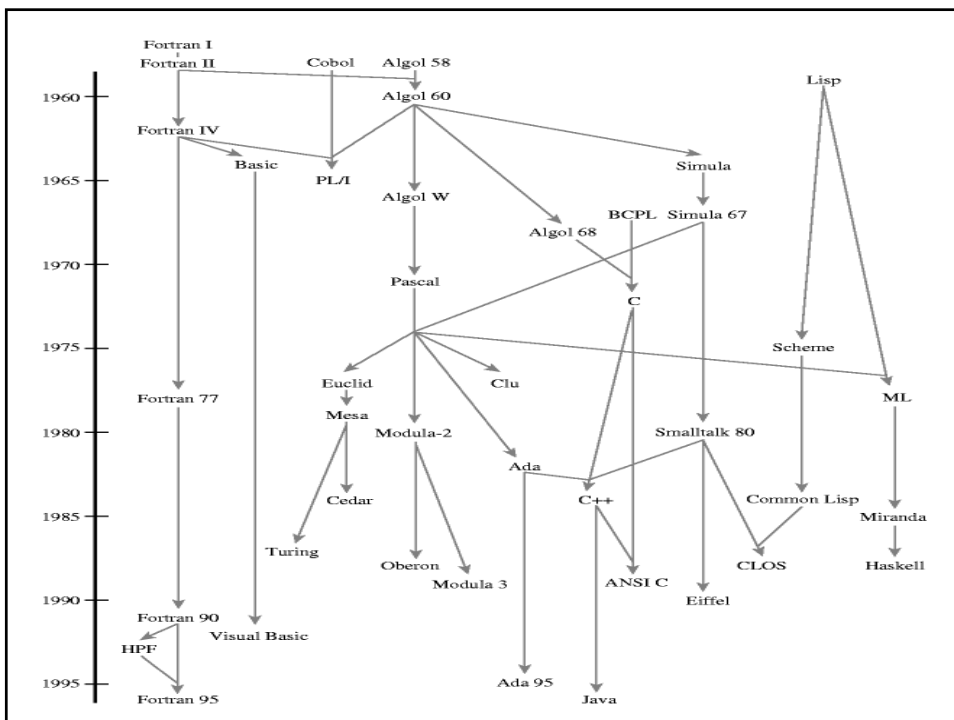 Fortran I
Fortran II
Cobol
Algol 58
Lisp
1960
Algol 60
Fortran IV
Basic
PL/I
Simula
1965
Algol W
BCPL
Simula 67
Algol 68
1970
Pascal
C
1975
Scheme
Euclid
Clu
Fortran 77
ML
Mesa
1980
Modula-2
Smalltalk 80
Ada
Cedar
C++
Common Lisp
1985
Miranda
Turing
Oberon
Modula 3
ANSI C
CLOS
Haskell
1990
Eiffel
Fortran 90
Visual Basic
HPF
1995
Ada 95
Fortran 95
Java